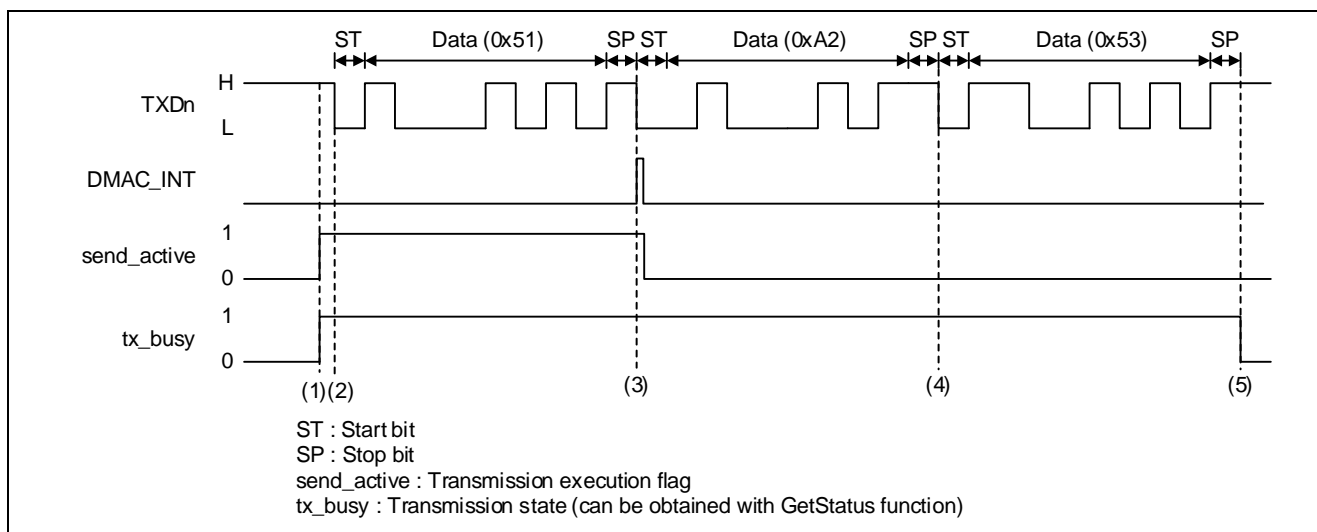 ST Data (0x51) SP ST Data (0xA2) SP ST Data (0x53) SP
H
TXDn
L
DMAC_INT
1
send_active
0
1
tx_busy
0
(1) (2) (3) (4) (5)
ST : Start bit
SP : Stop bit
send_active : Transmission execution flag
tx_busy : Transmission state (can be obtained with GetStatus function)